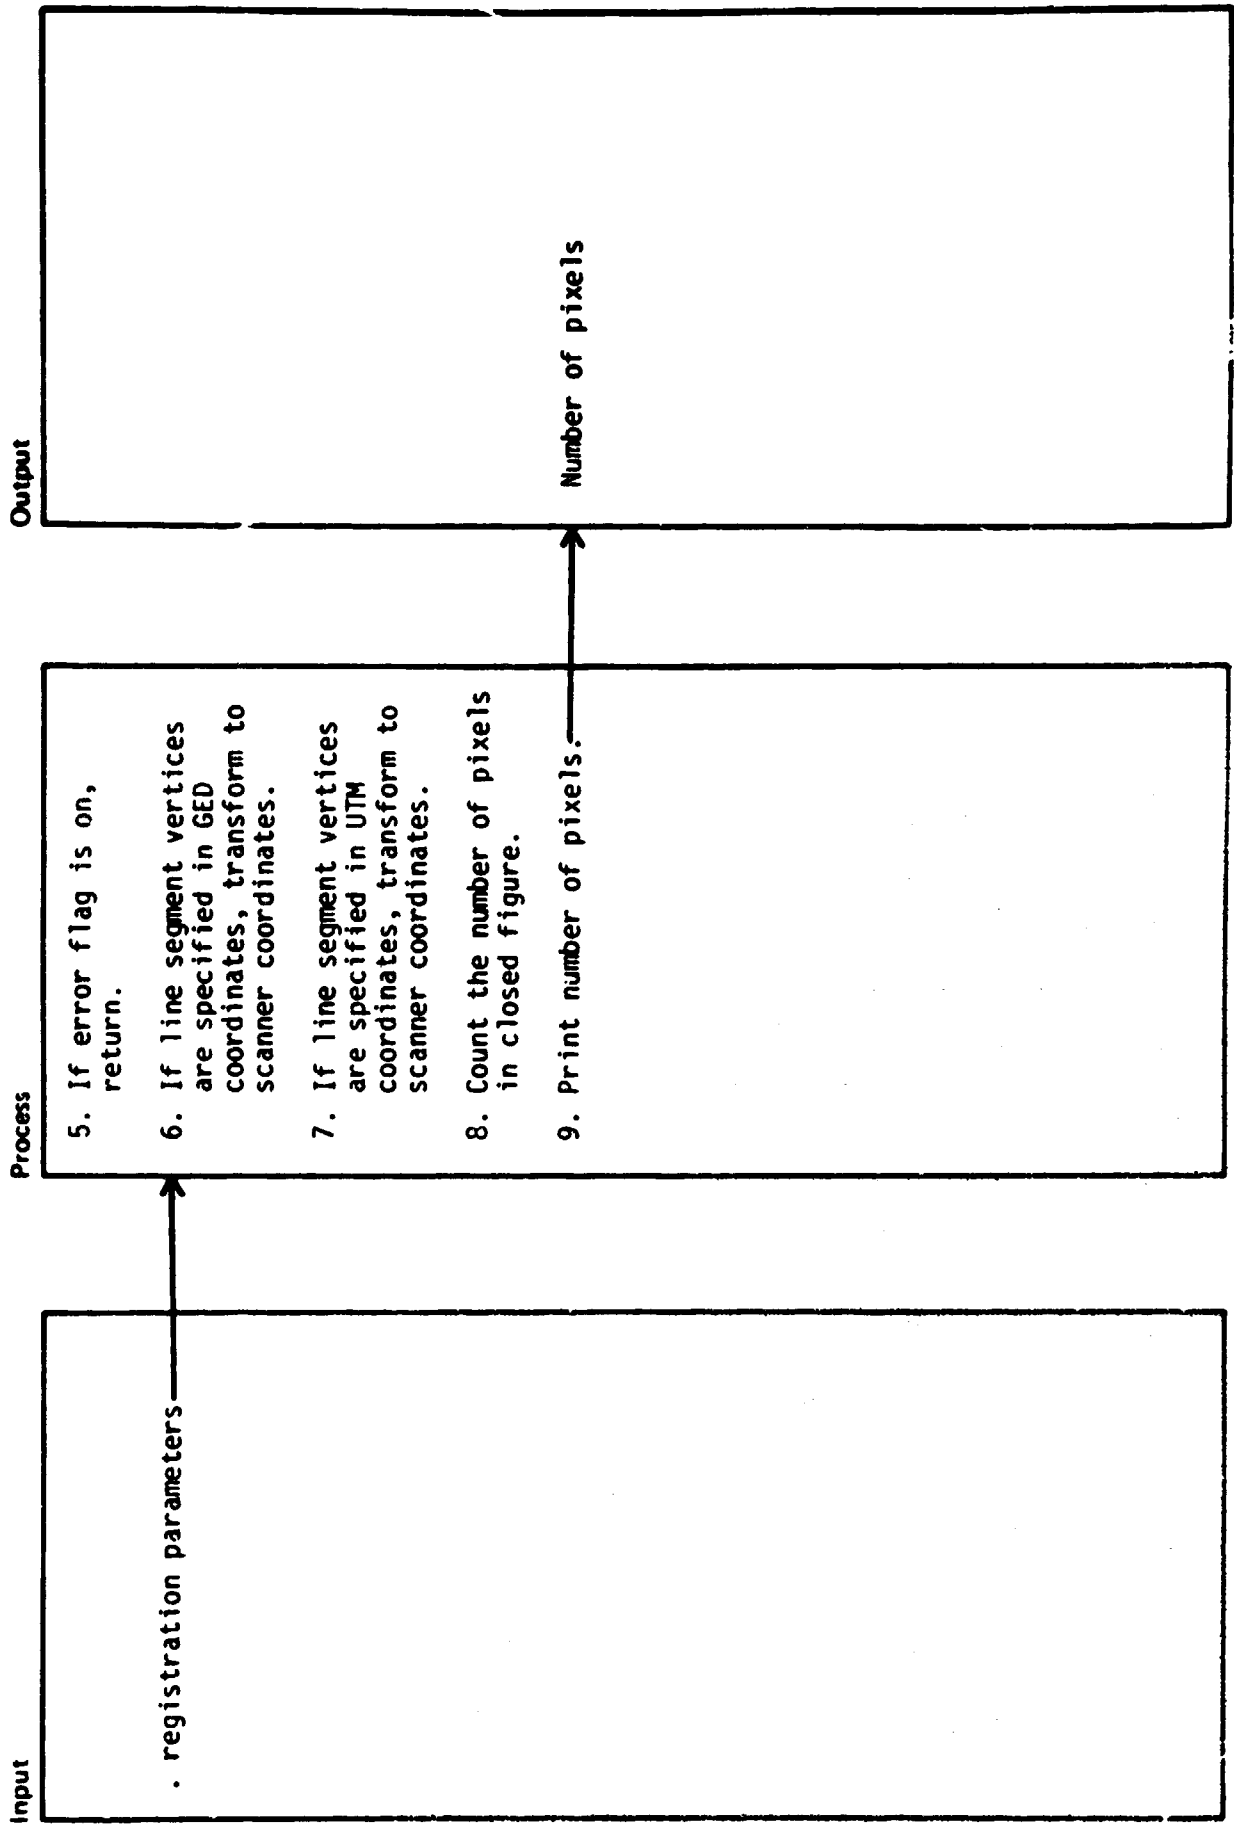 Input
. registration parameters
Process
5. If error flag is on,
return.
6. If line segment vertices
are specified in GED
coordinates, transform to
scanner coordinates.
7. If line segment vertices
are specified in UTM
coordinates, transform to
scanner coordinates.
8. Count the number of pixels
in closed figure.
9. Print number of pixels.
Output
Number of pixels